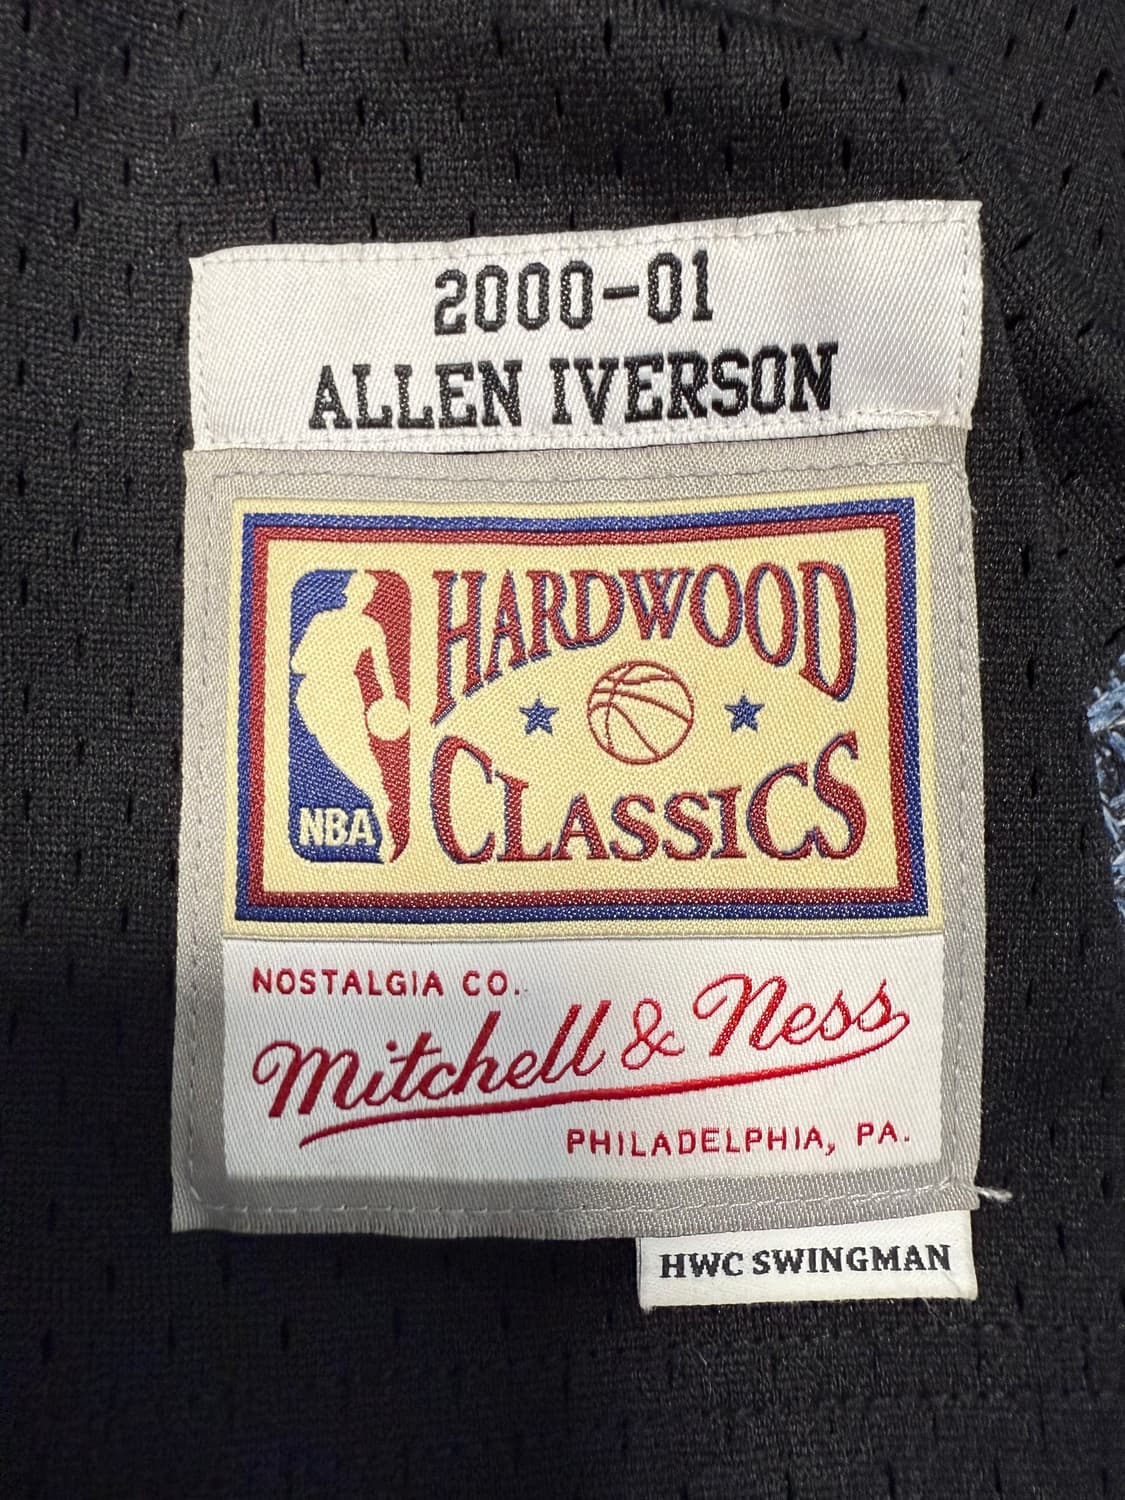 2000-01
ALLEN IVERSON
HARDWOOD
CLASSICS
NBA
NOSTALGIA CO.
Mitchell & Ness
PHILADELPHIA, PA.
HWC SWINGMAN